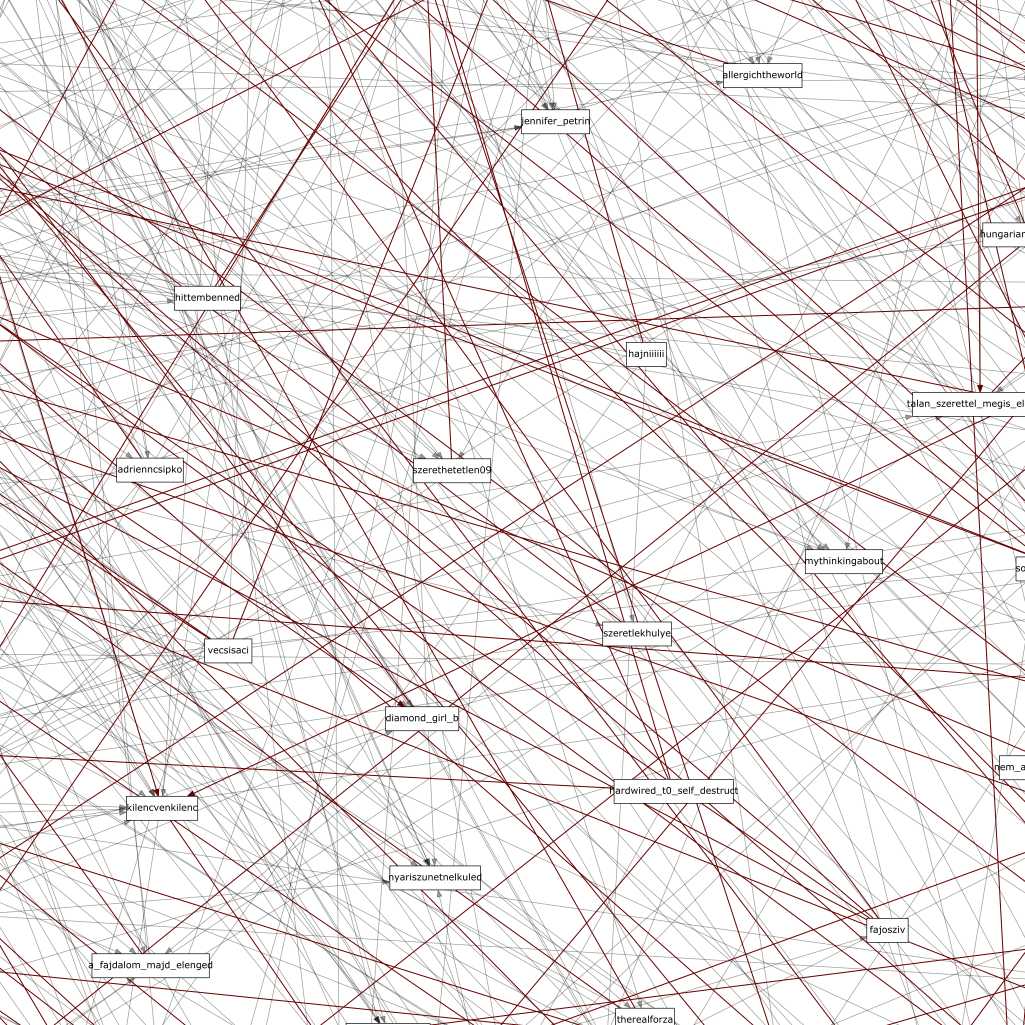 allergichtheworld
jennifer_petrin
hungarian
hittembenned
hajniiiiii
talan_szerettel_megis_el
adrienncsipko
szerethetetlen09
mythinkingabout
so
szeretlekhulye
vecsisaci
diamond_girl_b
nem_a
hardwired_t0_self_destruct
kilencvenkilenc
nyariszunetnelkuled
fajosziv
a_fajdalom_majd_elenged
therealforza